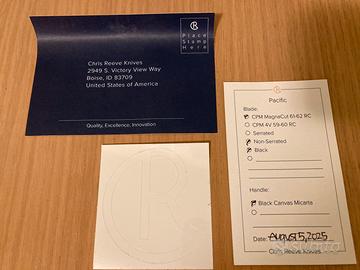 Place
Stamp
Here
Chris Reeve Knives
2949 S. Victory View Way
Boise, ID 83709
United States of America
Quality, Excellence, Innovation
Pacific
Blade:
CPM MagnaCut 61-62 RC
CPM 4V 59-60 RC
Serrated
Non-Serrated
Black
Handle:
Black Canvas Micarta
Date: August 5, 2025
Chris Reeve Knives
subito